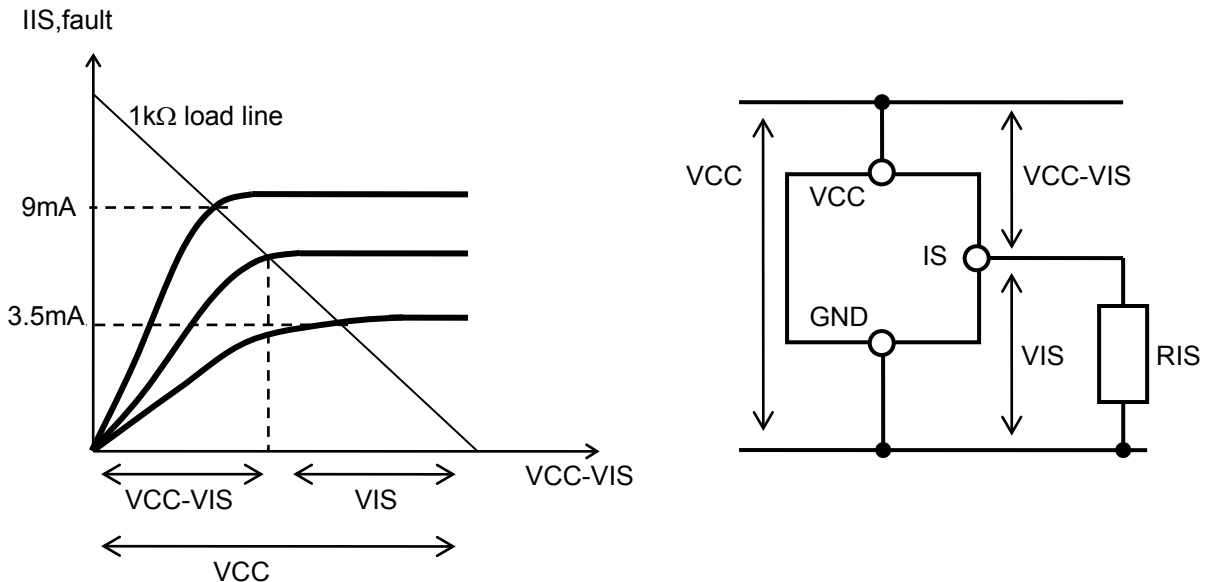 IIS,fault
1kΩ load line
9mA
3.5mA
VCC-VIS
VCC-VIS
VIS
VCC
VCC
VCC
VCC-VIS
IS
GND
VIS
RIS